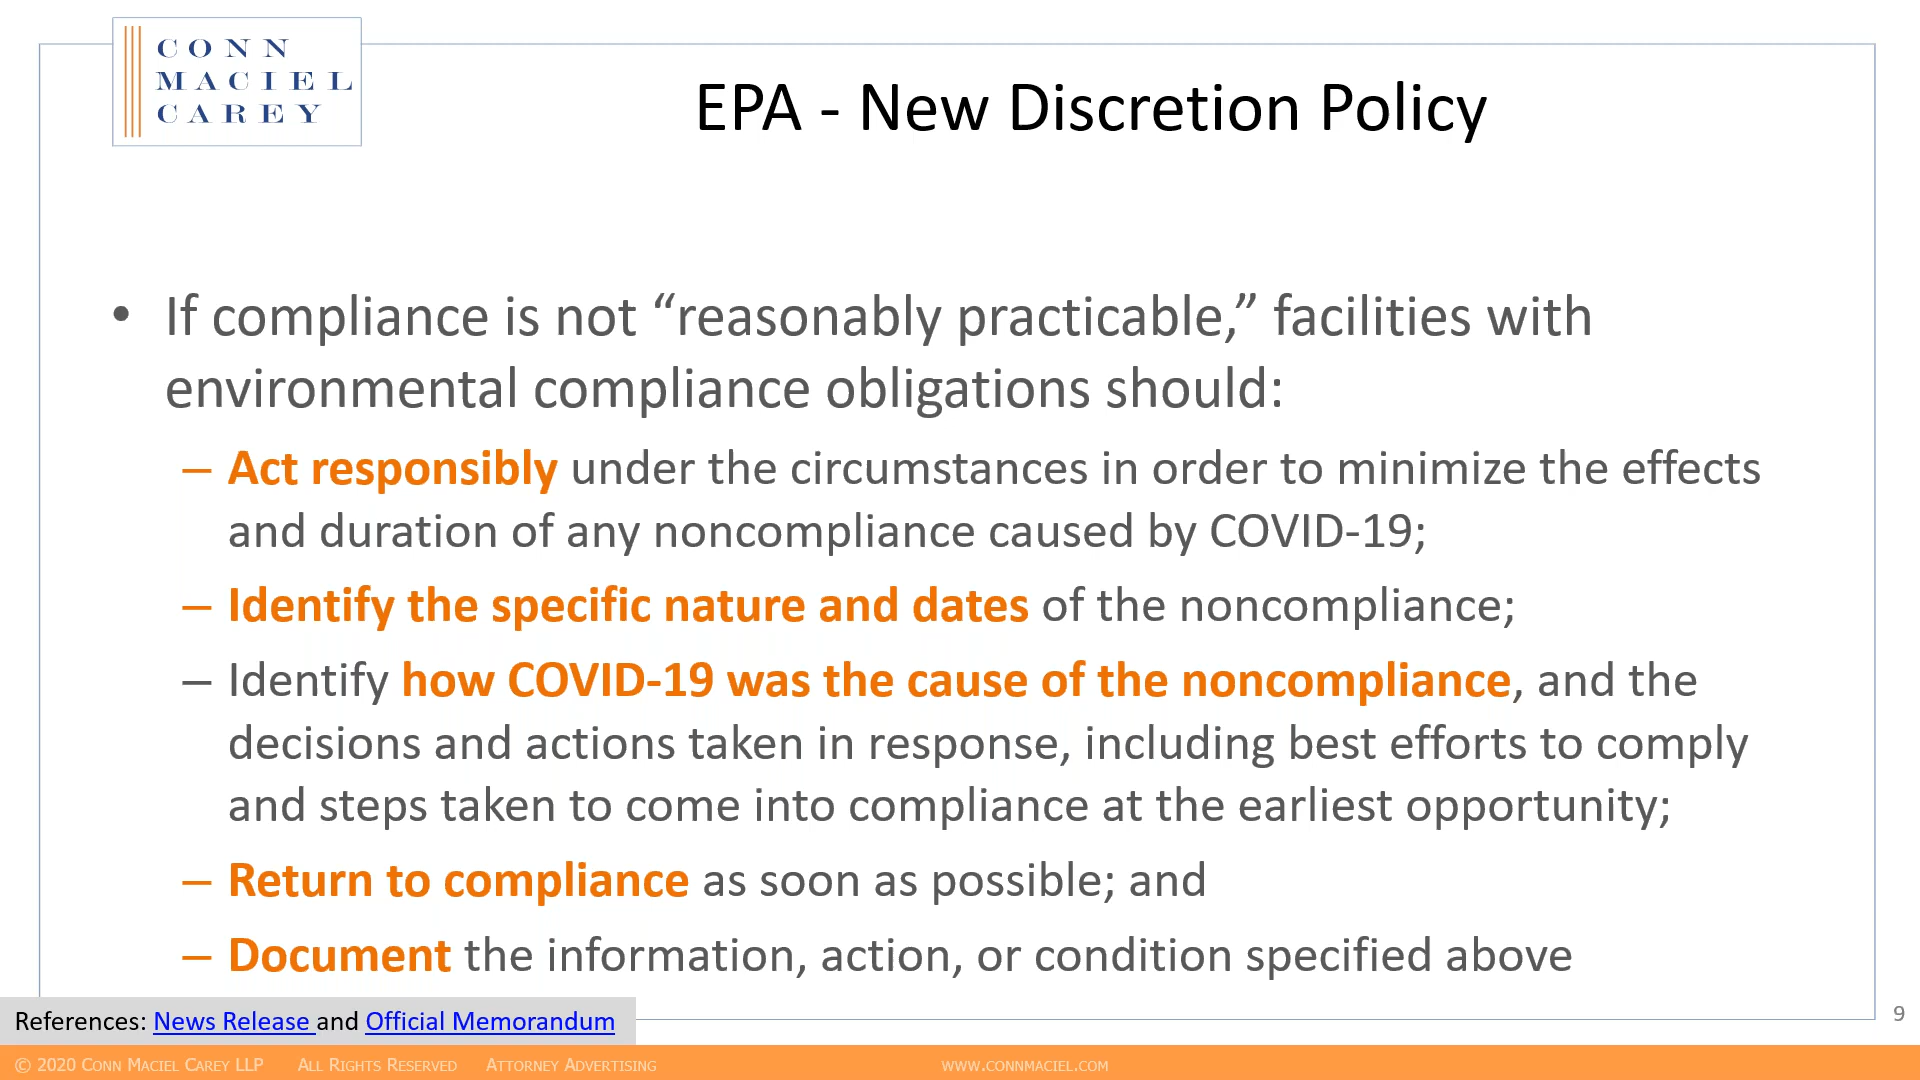 CONN
MACIEL
CAREY
EPA - New Discretion Policy
• If compliance is not “reasonably practicable,” facilities with
environmental compliance obligations should:
– Act responsibly under the circumstances in order to minimize the effects
and duration of any noncompliance caused by COVID-19;
– Identify the specific nature and dates of the noncompliance;
– Identify how COVID-19 was the cause of the noncompliance, and the
decisions and actions taken in response, including best efforts to comply
and steps taken to come into compliance at the earliest opportunity;
– Return to compliance as soon as possible; and
– Document the information, action, or condition specified above
References: News Release and Official Memorandum
9
© 2020 CONN MACIEL CAREY LLP ALL RIGHTS RESERVED ATTORNEY ADVERTISING WWW.CONNMACIEL.COM